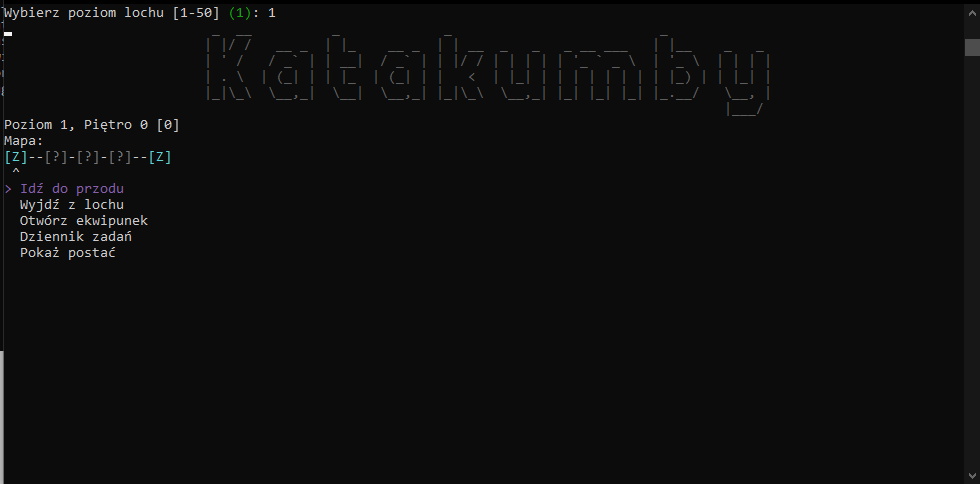 Wybierz poziom lochu [1-50] (1): 1
Katakumby
Poziom 1, Piętro 0 [0]
Mapa:
[Z]--[?]-[?]-[?]--[Z]
^
> Idź do przodu
Wyjdź z lochu
Otwórz ekwipunek
Dziennik zadań
Pokaż postać